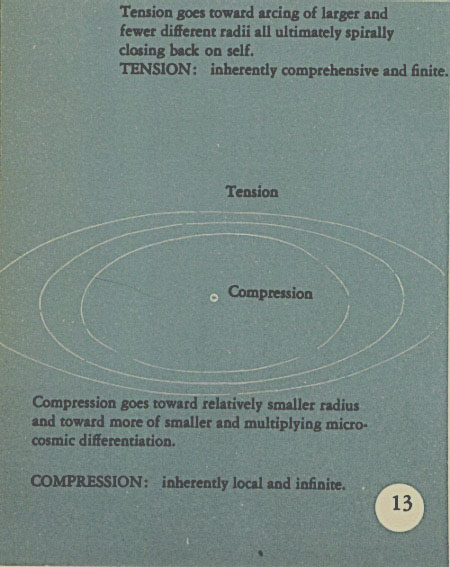 Tension goes toward arcing of larger and
fewer different radii all ultimately spirally
closing back on self.
TENSION: inherently comprehensive and finite.
Tension
Compression
Compression goes toward relatively smaller radius
and toward more of smaller and multiplying micro-
cosmic differentiation.
COMPRESSION: inherently local and infinite.
13